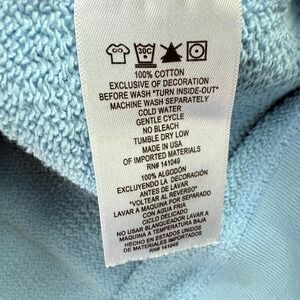 30C
100% COTTON
EXCLUSIVE OF DECORATION
BEFORE WASH "TURN INSIDE-OUT"
MACHINE WASH SEPARATELY
COLD WATER
GENTLE CYCLE
NO BLEACH
TUMBLE DRY LOW
MADE IN USA
OF IMPORTED MATERIALS
RN# 141049
100% ALGODÓN
EXCLUYENDO LA DECORACIÓN
ANTES DE LAVAR
"VOLTEAR AL REVERSO"
LAVAR A MAQUINA POR SEPARADO
CON AGUA FRIA
CICLO DELICADO
NO USAR BLANQUEADOR LAVAR A
MAQUINA A TEMPERATURA BAJA
HECHO EN ESTADOS UNIDOS
DE MATERIALES IMPORTADOS
RN# 141049